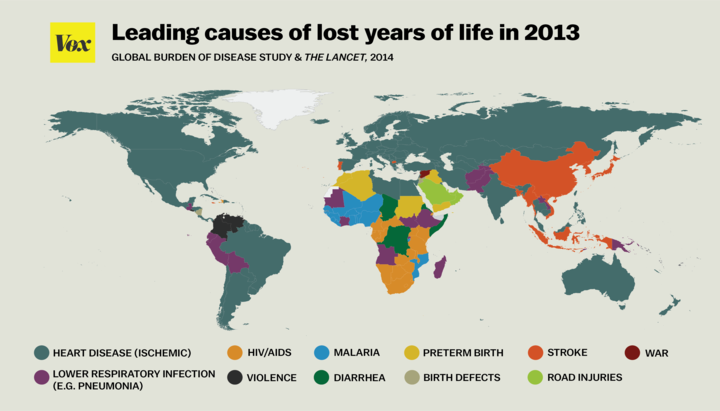 Vox
Leading causes of lost years of life in 2013
GLOBAL BURDEN OF DISEASE STUDY & THE LANCET, 2014
HEART DISEASE (ISCHEMIC)
HIV/AIDS
MALARIA
PRETERM BIRTH
STROKE
WAR
LOWER RESPIRATORY INFECTION
(E.G. PNEUMONIA)
VIOLENCE
DIARRHEA
BIRTH DEFECTS
ROAD INJURIES